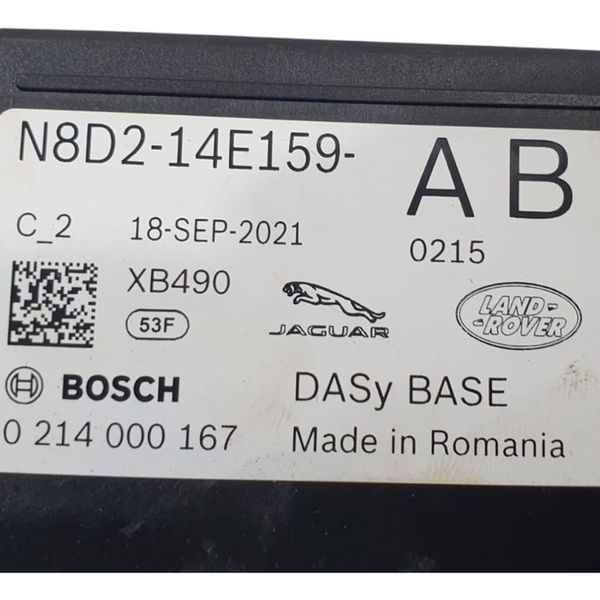 N8D2-14E159- A B
C_2 18-SEP-2021 0215
XB490
53F
JAGUAR
LAND-
-ROVER
BOSCH DASy BASE
0 214 000 167 Made in Romania